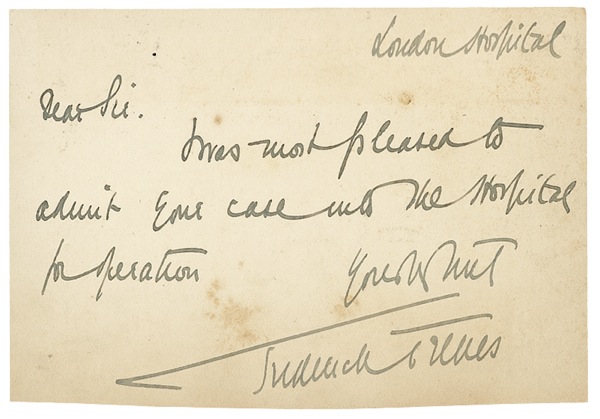 London Hospital
Dear Sir.
I was most pleased to
admit your case into the Hospital
for operation
Yours
Frederick Treves